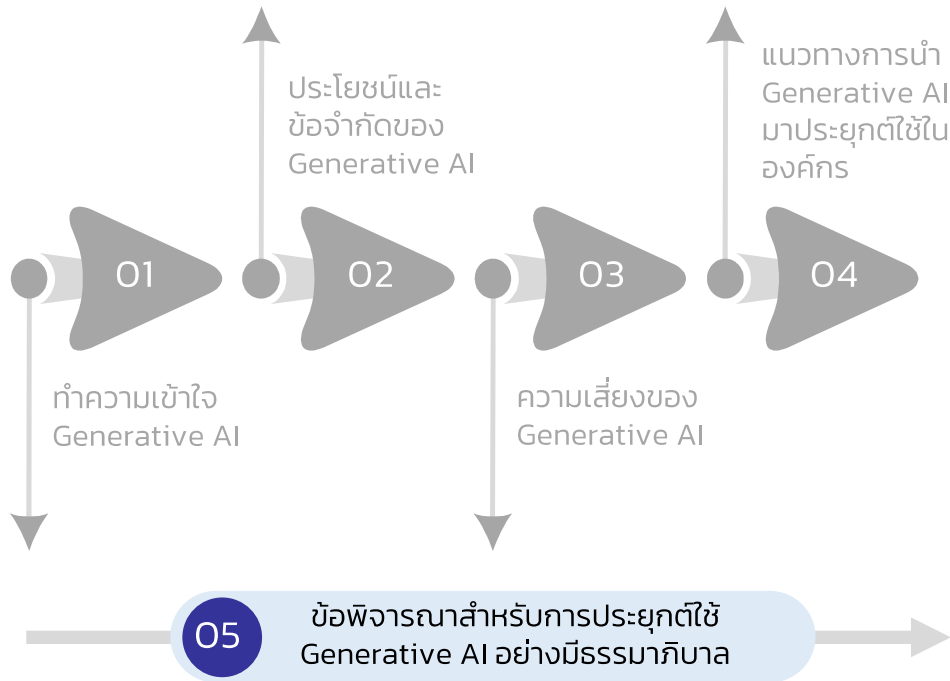 01
ทำความเข้าใจ
Generative AI
02
ประโยชน์และ
ข้อจำกัดของ
Generative AI
03
ความเสี่ยงของ
Generative AI
04
แนวทางการนำ
Generative AI
มาประยุกต์ใช้ใน
องค์กร
05
ข้อพิจารณาสำหรับการประยุกต์ใช้
Generative AI อย่างมีธรรมาภิบาล